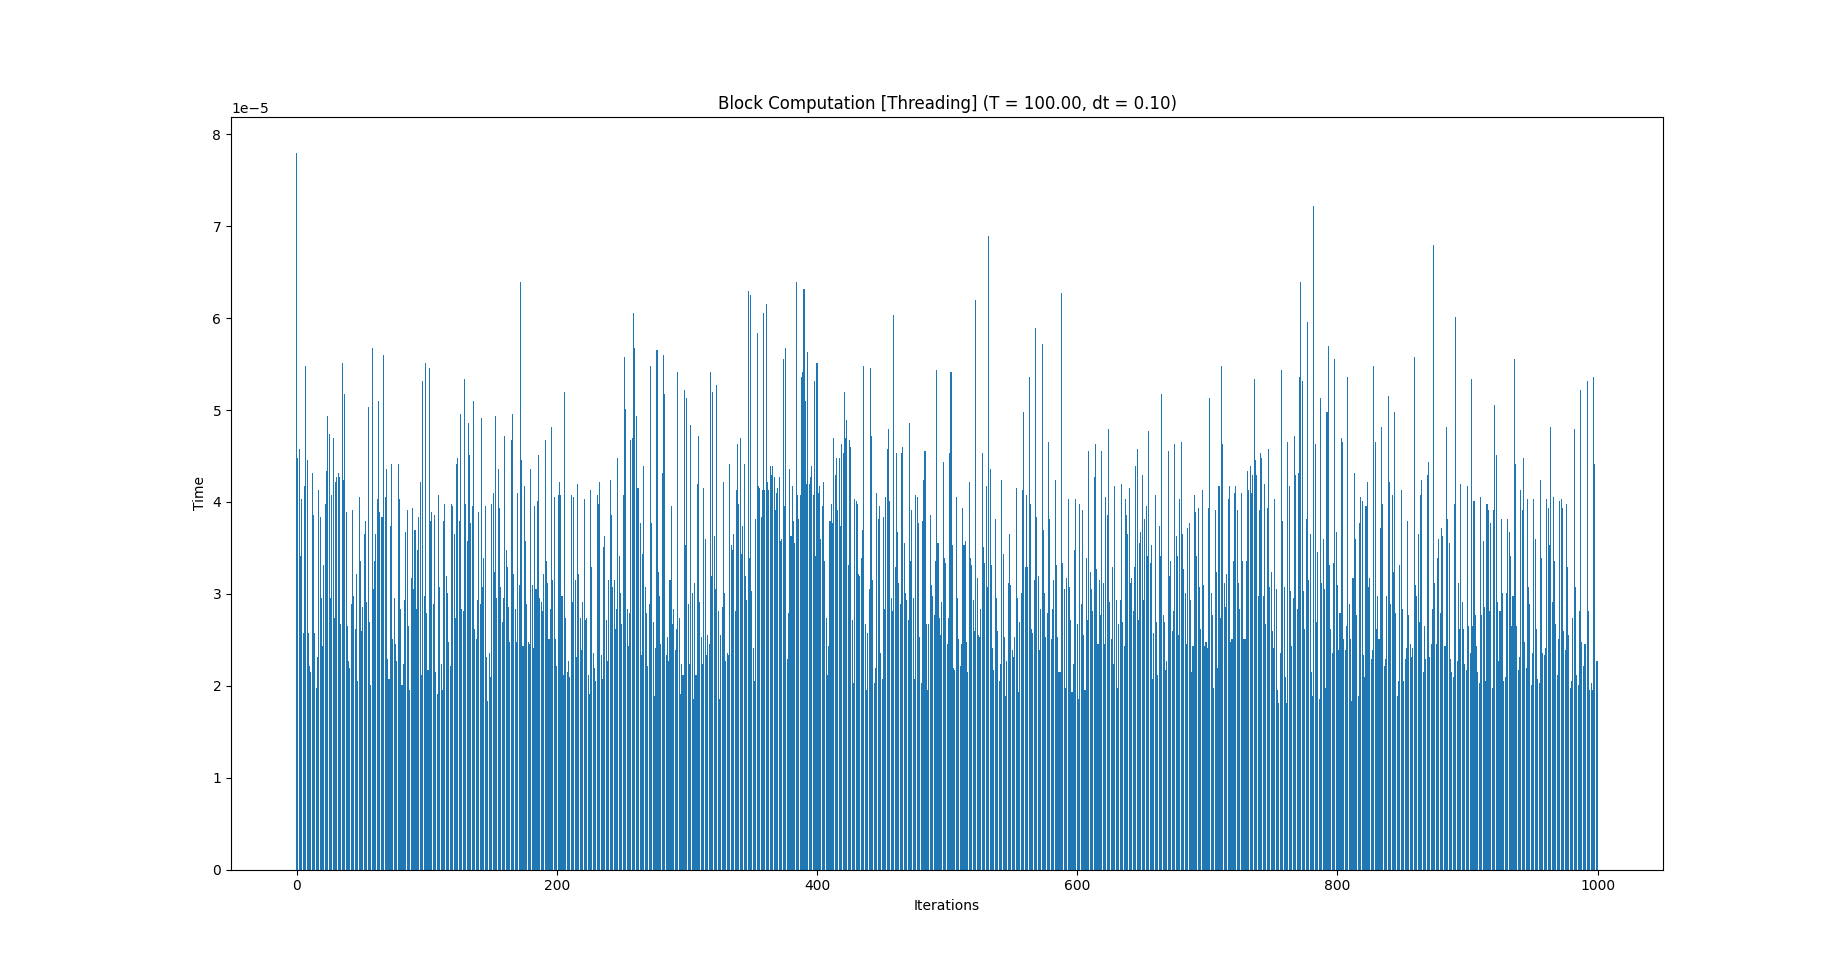 Block Computation [Threading] (T = 100.00, dt = 0.10)
1e−5
8
7
6
5
4
3
2
1
0
Time
0 200 400 600 800 1000
Iterations